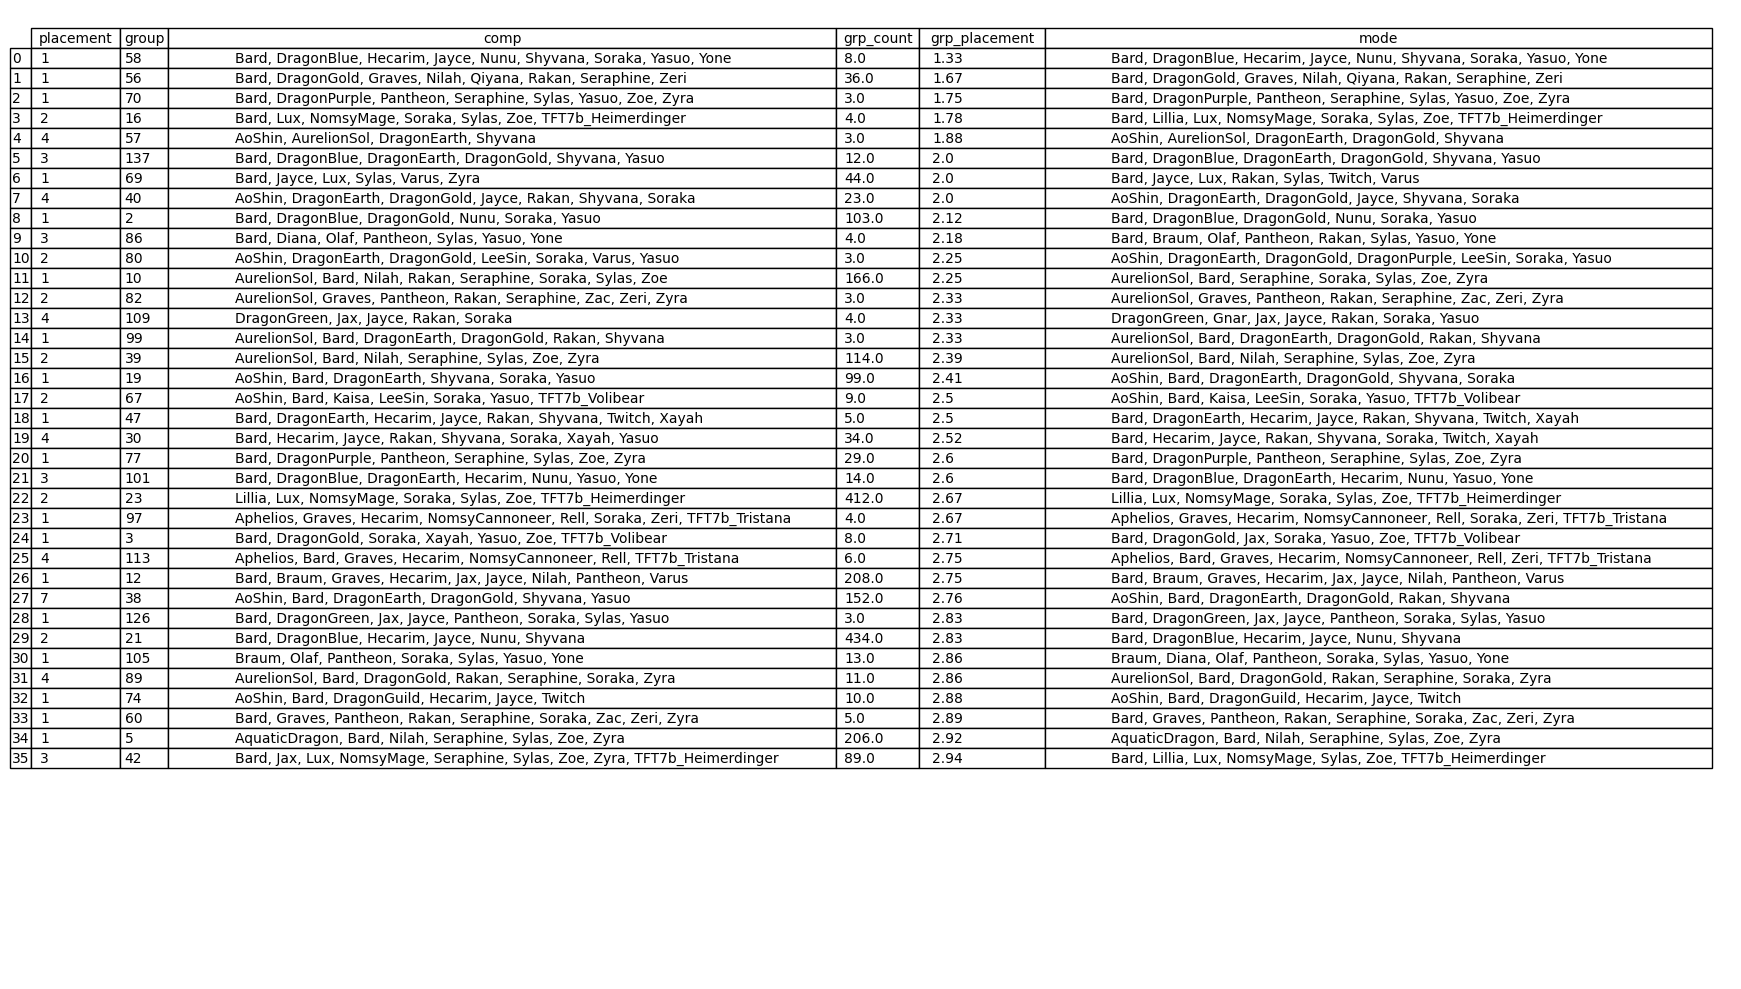 placement group comp grp_count grp_placement mode
0 1 58 Bard, DragonBlue, Hecarim, Jayce, Nunu, Shyvana, Soraka, Yasuo, Yone 8.0 1.33 Bard, DragonBlue, Hecarim, Jayce, Nunu, Shyvana, Soraka, Yasuo, Yone
1 1 56 Bard, DragonGold, Graves, Nilah, Qiyana, Rakan, Seraphine, Zeri 36.0 1.67 Bard, DragonGold, Graves, Nilah, Qiyana, Rakan, Seraphine, Zeri
2 1 70 Bard, DragonPurple, Pantheon, Seraphine, Sylas, Yasuo, Zoe, Zyra 3.0 1.75 Bard, DragonPurple, Pantheon, Seraphine, Sylas, Yasuo, Zoe, Zyra
3 2 16 Bard, Lux, NomsyMage, Soraka, Sylas, Zoe, TFT7b_Heimerdinger 4.0 1.78 Bard, Lillia, Lux, NomsyMage, Soraka, Sylas, Zoe, TFT7b_Heimerdinger
4 4 57 AoShin, AurelionSol, DragonEarth, Shyvana 3.0 1.88 AoShin, AurelionSol, DragonEarth, DragonGold, Shyvana
5 3 137 Bard, DragonBlue, DragonEarth, DragonGold, Shyvana, Yasuo 12.0 2.0 Bard, DragonBlue, DragonEarth, DragonGold, Shyvana, Yasuo
6 1 69 Bard, Jayce, Lux, Sylas, Varus, Zyra 44.0 2.0 Bard, Jayce, Lux, Rakan, Sylas, Twitch, Varus
7 4 40 AoShin, DragonEarth, DragonGold, Jayce, Rakan, Shyvana, Soraka 23.0 2.0 AoShin, DragonEarth, DragonGold, Jayce, Shyvana, Soraka
8 1 2 Bard, DragonBlue, DragonGold, Nunu, Soraka, Yasuo 103.0 2.12 Bard, DragonBlue, DragonGold, Nunu, Soraka, Yasuo
9 3 86 Bard, Diana, Olaf, Pantheon, Sylas, Yasuo, Yone 4.0 2.18 Bard, Braum, Olaf, Pantheon, Rakan, Sylas, Yasuo, Yone
10 2 80 AoShin, DragonEarth, DragonGold, LeeSin, Soraka, Varus, Yasuo 3.0 2.25 AoShin, DragonEarth, DragonGold, DragonPurple, LeeSin, Soraka, Yasuo
11 1 10 AurelionSol, Bard, Nilah, Rakan, Seraphine, Soraka, Sylas, Zoe 166.0 2.25 AurelionSol, Bard, Seraphine, Soraka, Sylas, Zoe, Zyra
12 2 82 AurelionSol, Graves, Pantheon, Rakan, Seraphine, Zac, Zeri, Zyra 3.0 2.33 AurelionSol, Graves, Pantheon, Rakan, Seraphine, Zac, Zeri, Zyra
13 4 109 DragonGreen, Jax, Jayce, Rakan, Soraka 4.0 2.33 DragonGreen, Gnar, Jax, Jayce, Rakan, Soraka, Yasuo
14 1 99 AurelionSol, Bard, DragonEarth, DragonGold, Rakan, Shyvana 3.0 2.33 AurelionSol, Bard, DragonEarth, DragonGold, Rakan, Shyvana
15 2 39 AurelionSol, Bard, Nilah, Seraphine, Sylas, Zoe, Zyra 114.0 2.39 AurelionSol, Bard, Nilah, Seraphine, Sylas, Zoe, Zyra
16 1 19 AoShin, Bard, DragonEarth, Shyvana, Soraka, Yasuo 99.0 2.41 AoShin, Bard, DragonEarth, DragonGold, Shyvana, Soraka
17 2 67 AoShin, Bard, Kaisa, LeeSin, Soraka, Yasuo, TFT7b_Volibear 9.0 2.5 AoShin, Bard, Kaisa, LeeSin, Soraka, Yasuo, TFT7b_Volibear
18 1 47 Bard, DragonEarth, Hecarim, Jayce, Rakan, Shyvana, Twitch, Xayah 5.0 2.5 Bard, DragonEarth, Hecarim, Jayce, Rakan, Shyvana, Twitch, Xayah
19 4 30 Bard, Hecarim, Jayce, Rakan, Shyvana, Soraka, Xayah, Yasuo 34.0 2.52 Bard, Hecarim, Jayce, Rakan, Shyvana, Soraka, Twitch, Xayah
20 1 77 Bard, DragonPurple, Pantheon, Seraphine, Sylas, Zoe, Zyra 29.0 2.6 Bard, DragonPurple, Pantheon, Seraphine, Sylas, Zoe, Zyra
21 3 101 Bard, DragonBlue, DragonEarth, Hecarim, Nunu, Yasuo, Yone 14.0 2.6 Bard, DragonBlue, DragonEarth, Hecarim, Nunu, Yasuo, Yone
22 2 23 Lillia, Lux, NomsyMage, Soraka, Sylas, Zoe, TFT7b_Heimerdinger 412.0 2.67 Lillia, Lux, NomsyMage, Soraka, Sylas, Zoe, TFT7b_Heimerdinger
23 1 97 Aphelios, Graves, Hecarim, NomsyCannoneer, Rell, Soraka, Zeri, TFT7b_Tristana 4.0 2.67 Aphelios, Graves, Hecarim, NomsyCannoneer, Rell, Soraka, Zeri, TFT7b_Tristana
24 1 3 Bard, DragonGold, Soraka, Xayah, Yasuo, Zoe, TFT7b_Volibear 8.0 2.71 Bard, DragonGold, Jax, Soraka, Yasuo, Zoe, TFT7b_Volibear
25 4 113 Aphelios, Bard, Graves, Hecarim, NomsyCannoneer, Rell, TFT7b_Tristana 6.0 2.75 Aphelios, Bard, Graves, Hecarim, NomsyCannoneer, Rell, Zeri, TFT7b_Tristana
26 1 12 Bard, Braum, Graves, Hecarim, Jax, Jayce, Nilah, Pantheon, Varus 208.0 2.75 Bard, Braum, Graves, Hecarim, Jax, Jayce, Nilah, Pantheon, Varus
27 7 38 AoShin, Bard, DragonEarth, DragonGold, Shyvana, Yasuo 152.0 2.76 AoShin, Bard, DragonEarth, DragonGold, Rakan, Shyvana
28 1 126 Bard, DragonGreen, Jax, Jayce, Pantheon, Soraka, Sylas, Yasuo 3.0 2.83 Bard, DragonGreen, Jax, Jayce, Pantheon, Soraka, Sylas, Yasuo
29 2 21 Bard, DragonBlue, Hecarim, Jayce, Nunu, Shyvana 434.0 2.83 Bard, DragonBlue, Hecarim, Jayce, Nunu, Shyvana
30 1 105 Braum, Olaf, Pantheon, Soraka, Sylas, Yasuo, Yone 13.0 2.86 Braum, Diana, Olaf, Pantheon, Soraka, Sylas, Yasuo, Yone
31 4 89 AurelionSol, Bard, DragonGold, Rakan, Seraphine, Soraka, Zyra 11.0 2.86 AurelionSol, Bard, DragonGold, Rakan, Seraphine, Soraka, Zyra
32 1 74 AoShin, Bard, DragonGuild, Hecarim, Jayce, Twitch 10.0 2.88 AoShin, Bard, DragonGuild, Hecarim, Jayce, Twitch
33 1 60 Bard, Graves, Pantheon, Rakan, Seraphine, Soraka, Zac, Zeri, Zyra 5.0 2.89 Bard, Graves, Pantheon, Rakan, Seraphine, Soraka, Zac, Zeri, Zyra
34 1 5 AquaticDragon, Bard, Nilah, Seraphine, Sylas, Zoe, Zyra 206.0 2.92 AquaticDragon, Bard, Nilah, Seraphine, Sylas, Zoe, Zyra
35 3 42 Bard, Jax, Lux, NomsyMage, Seraphine, Sylas, Zoe, Zyra, TFT7b_Heimerdinger 89.0 2.94 Bard, Lillia, Lux, NomsyMage, Sylas, Zoe, TFT7b_Heimerdinger